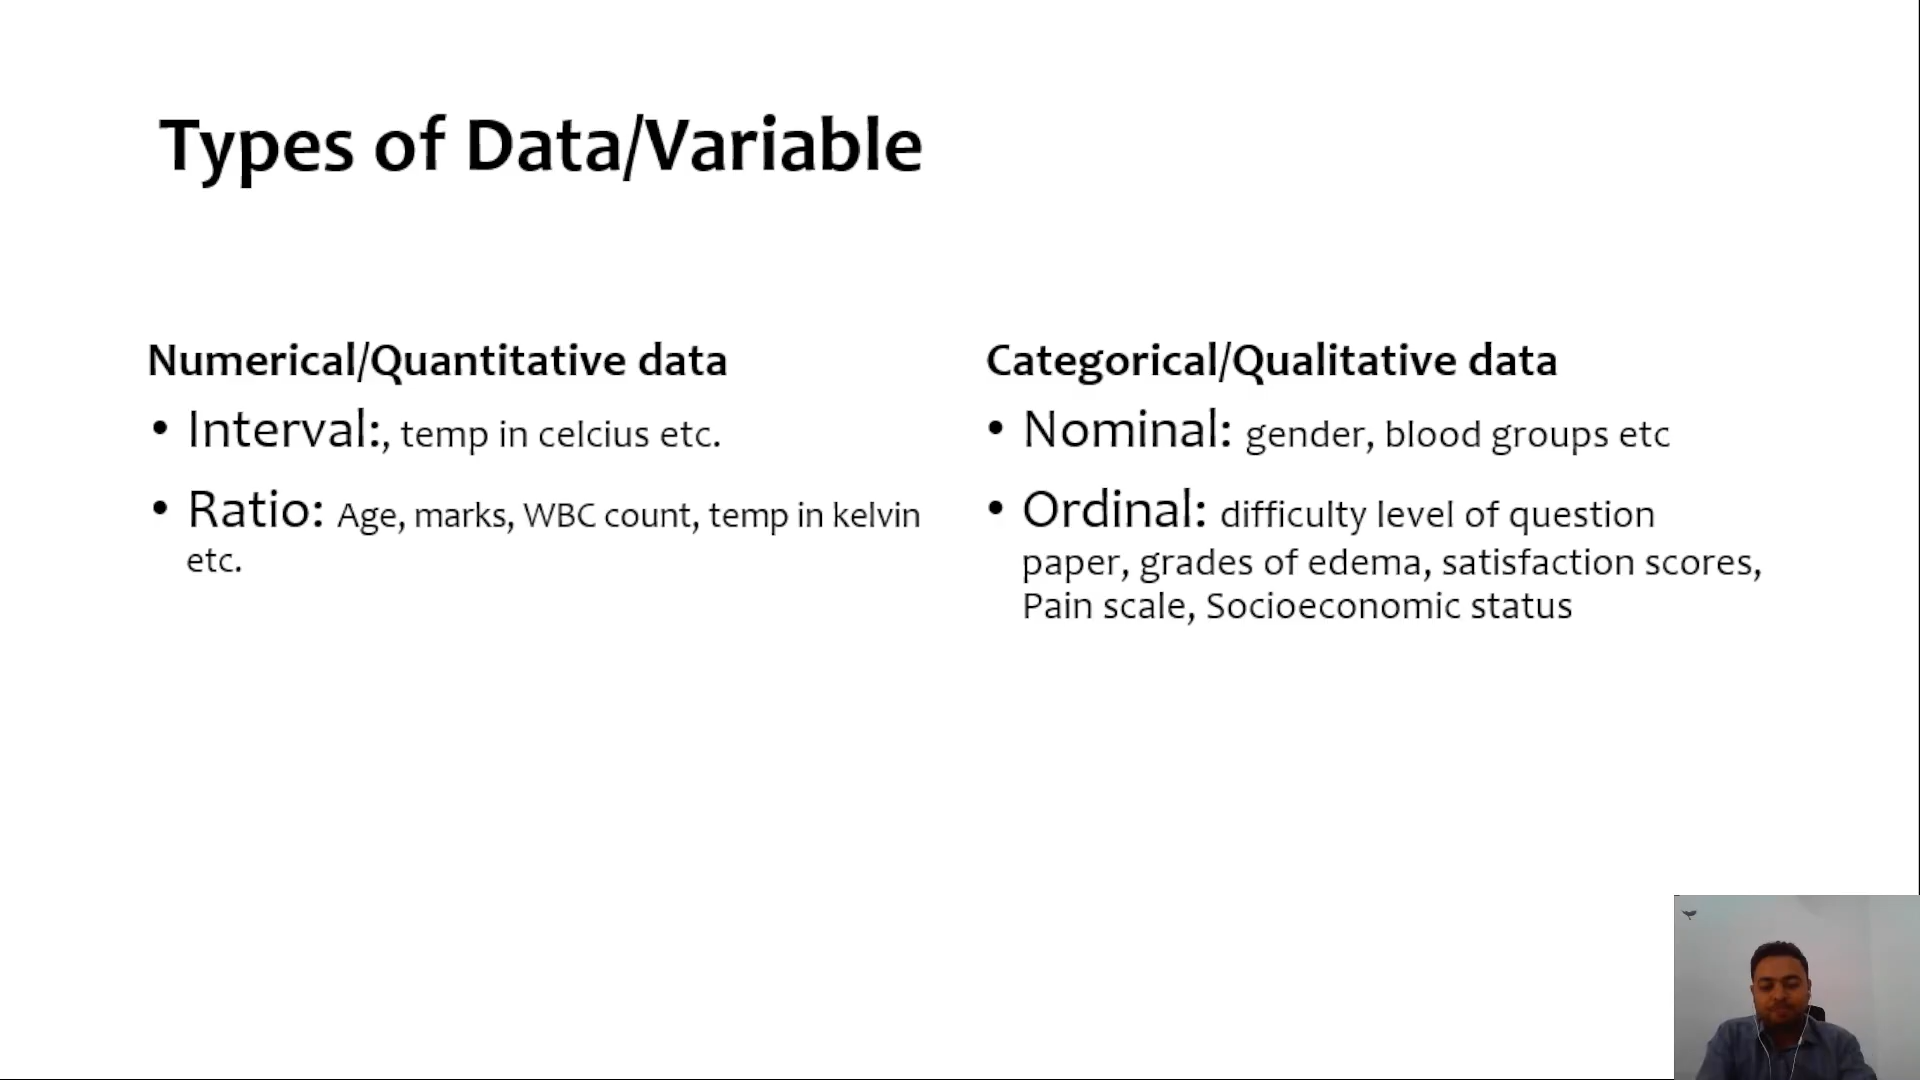 Types of Data/Variable
Numerical/Quantitative data
• Interval:, temp in celcius etc.
• Ratio: Age, marks, WBC count, temp in kelvin
etc.
Categorical/Qualitative data
• Nominal: gender, blood groups etc
• Ordinal: difficulty level of question
paper, grades of edema, satisfaction scores,
Pain scale, Socioeconomic status